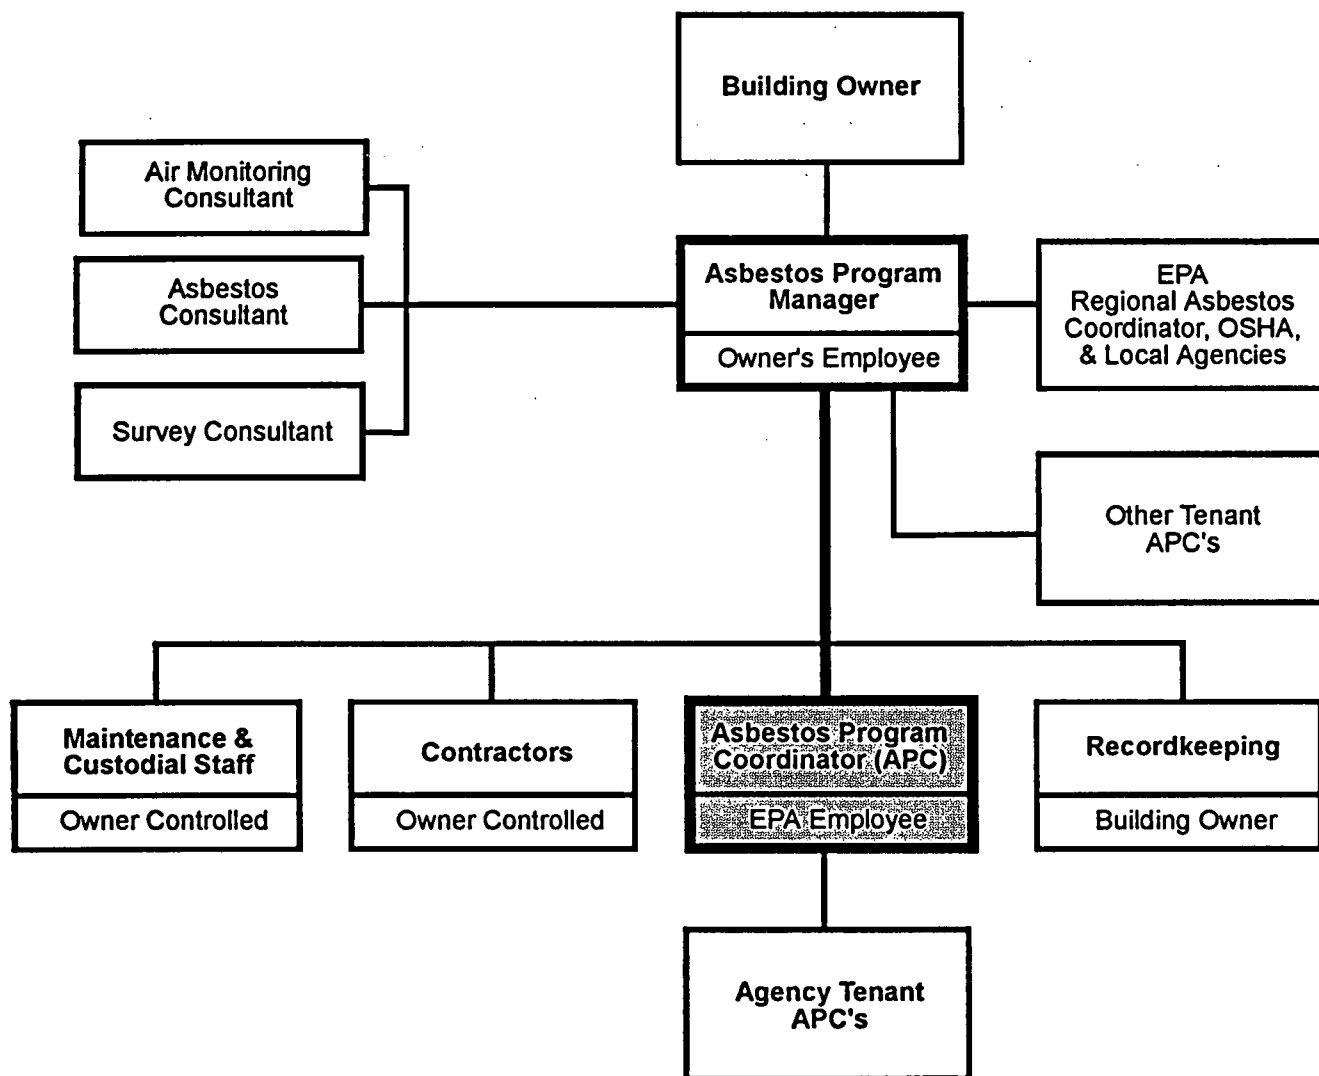 Building Owner
Air Monitoring
Consultant
Asbestos
Consultant
Survey Consultant
Asbestos Program
Manager
Owner's Employee
EPA
Regional Asbestos
Coordinator, OSHA,
& Local Agencies
Other Tenant
APC's
Maintenance &
Custodial Staff
Owner Controlled
Contractors
Owner Controlled
Asbestos Program
Coordinator (APC)
EPA Employee
Recordkeeping
Building Owner
Agency Tenant
APC's